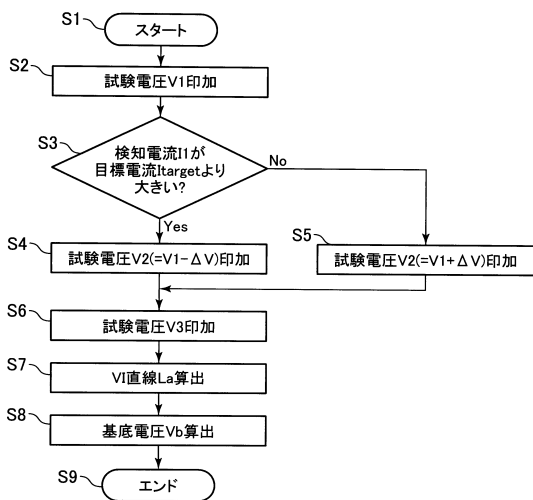 S1
スタート
S2
試験電圧V1印加
S3
検知電流I1が
目標電流Itargetより
大きい?
No
Yes
S4
試験電圧V2(=V1-ΔV)印加
S5
試験電圧V2(=V1+ΔV)印加
S6
試験電圧V3印加
S7
VI直線La算出
S8
基底電圧Vb算出
S9
エンド